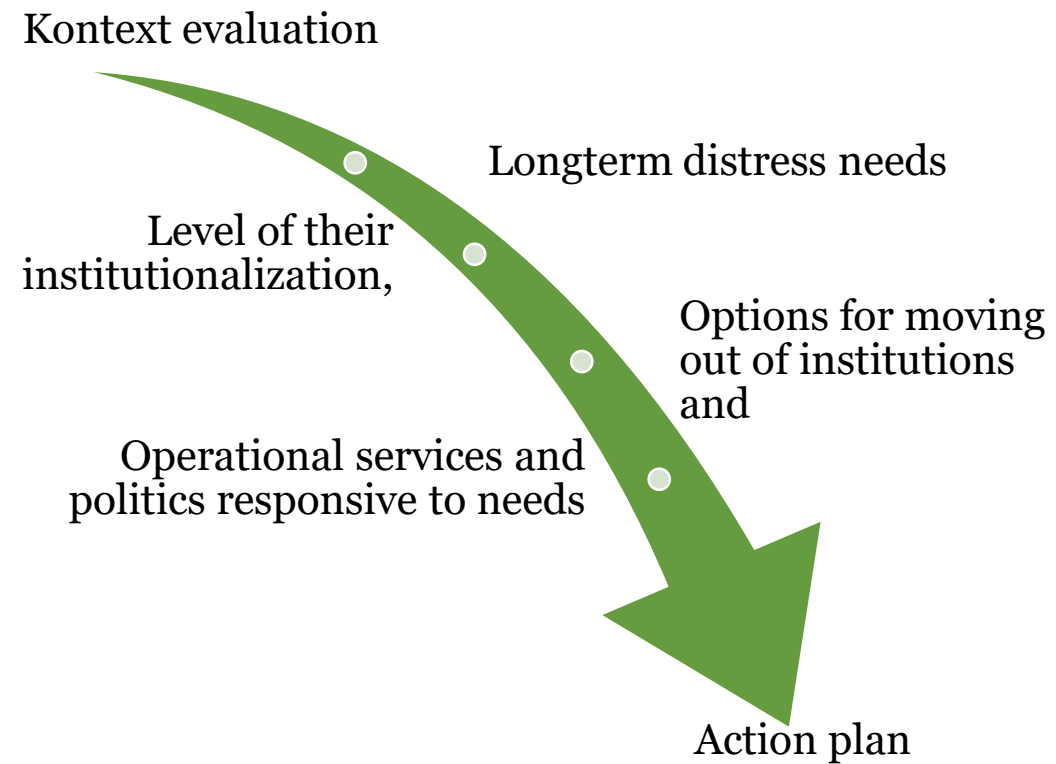 Kontext evaluation
Longterm distress needs
Level of their
institutionalization,
Options for moving
out of institutions
and
Operational services and
politics responsive to needs
Action plan